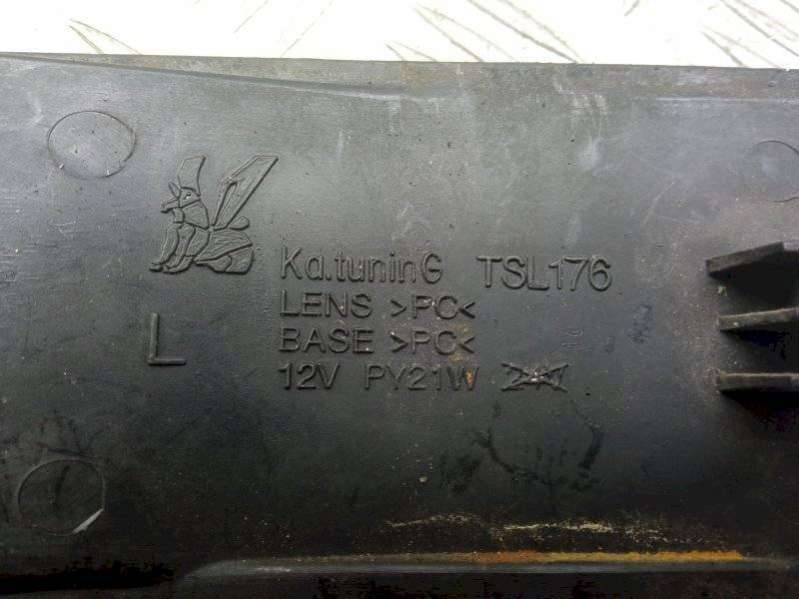 Ka.tuninG TSL176
LENS >PC<
BASE >PC<
L
12V PY21W